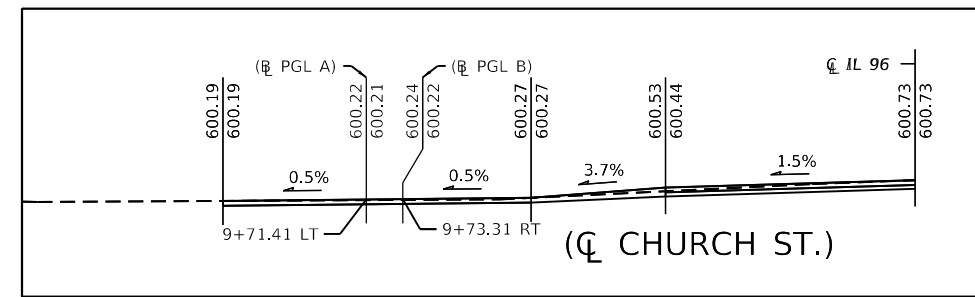 (℄ PGL A)
(℄ PGL B)
℄ IL 96
600.19
600.19
600.22
600.21
600.24
600.22
600.27
600.27
600.53
600.44
600.73
600.73
0.5%
0.5%
3.7%
1.5%
9+71.41 LT
9+73.31 RT
(℄ CHURCH ST.)